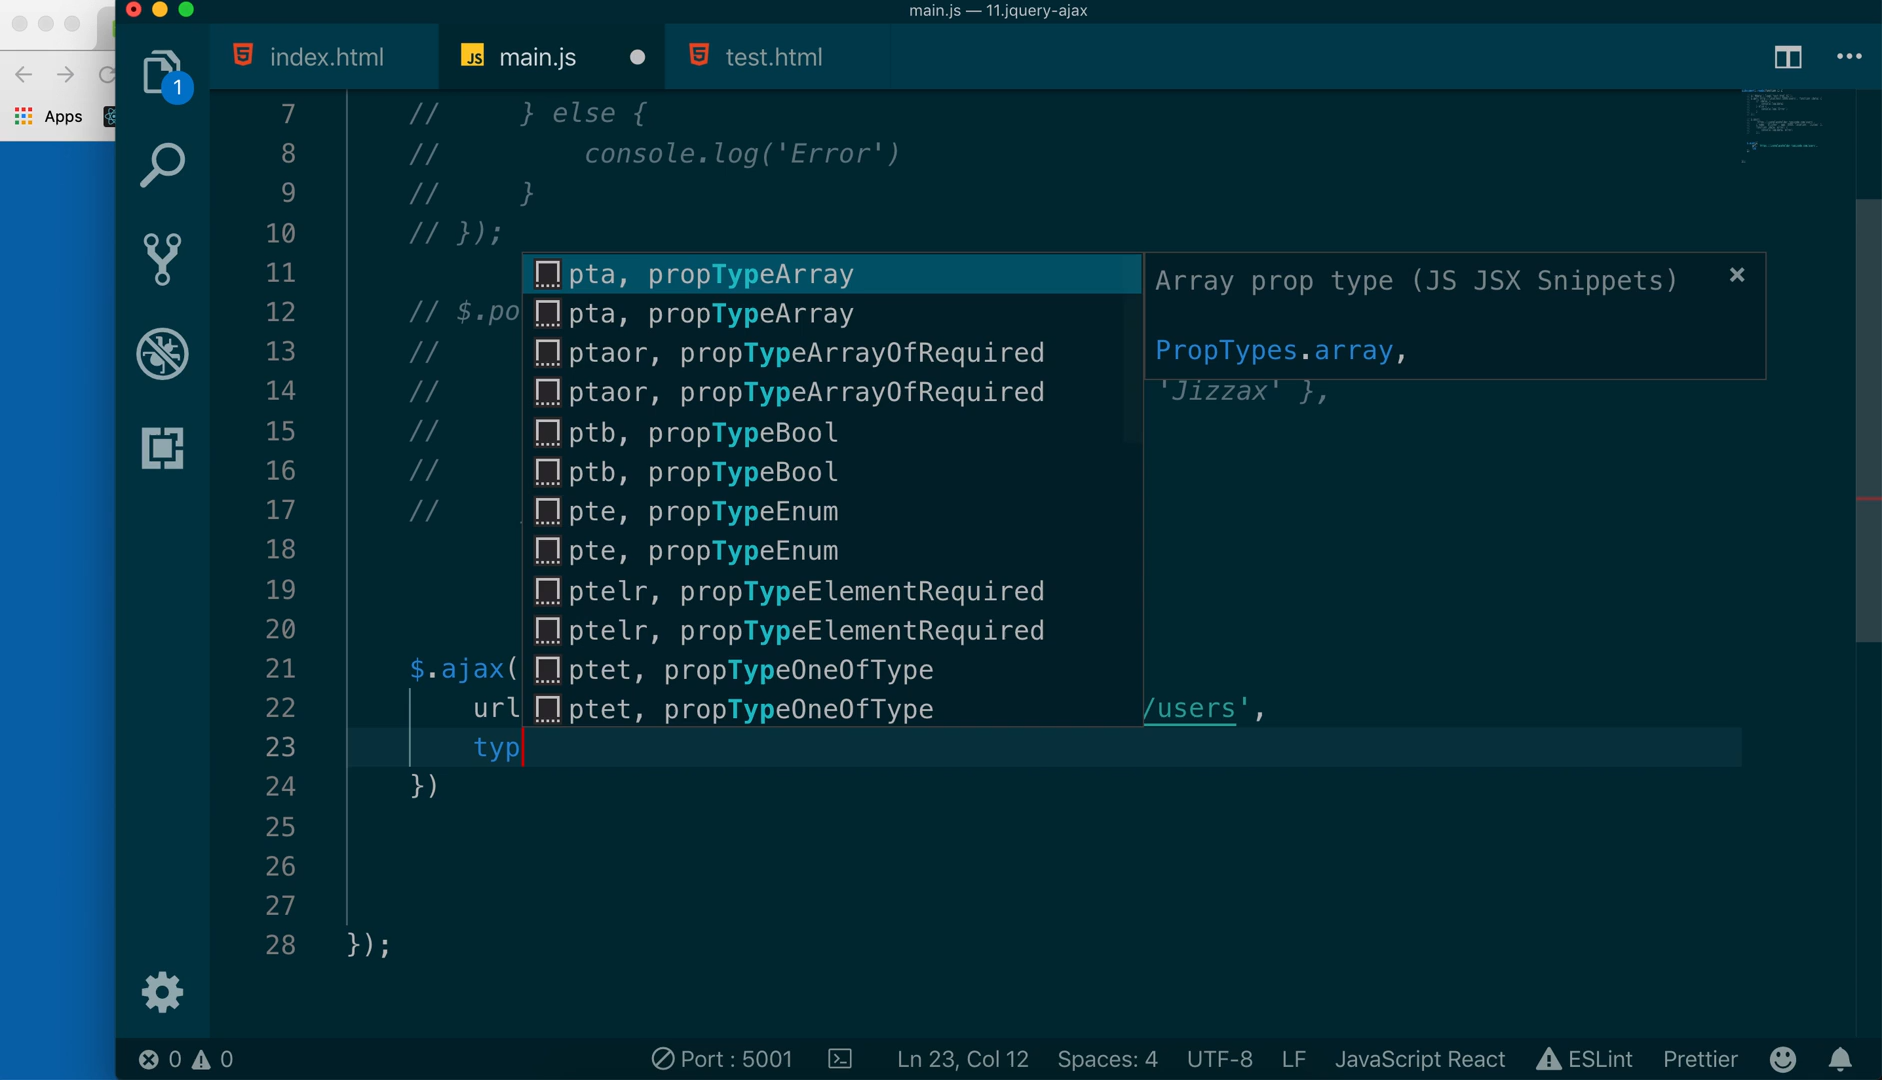 main.js — 11.jquery-ajax
index.html
JS main.js
test.html
1
Apps
7 // } else {
8 // console.log('Error')
9 // }
10 // });
11
12 // $.po
13 //
14 // 'Jizzax' },
15 //
16 //
17 //
18
19
20
21 $.ajax(
22 url /users',
23 typ
24 })
25
26
27
28 });
pta, propTypeArray
pta, propTypeArray
ptaor, propTypeArrayOfRequired
ptaor, propTypeArrayOfRequired
ptb, propTypeBool
ptb, propTypeBool
pte, propTypeEnum
pte, propTypeEnum
ptelr, propTypeElementRequired
ptelr, propTypeElementRequired
ptet, propTypeOneOfType
ptet, propTypeOneOfType
Array prop type (JS JSX Snippets)
PropTypes.array,
0 0 Port : 5001 Ln 23, Col 12 Spaces: 4 UTF-8 LF JavaScript React ESLint Prettier